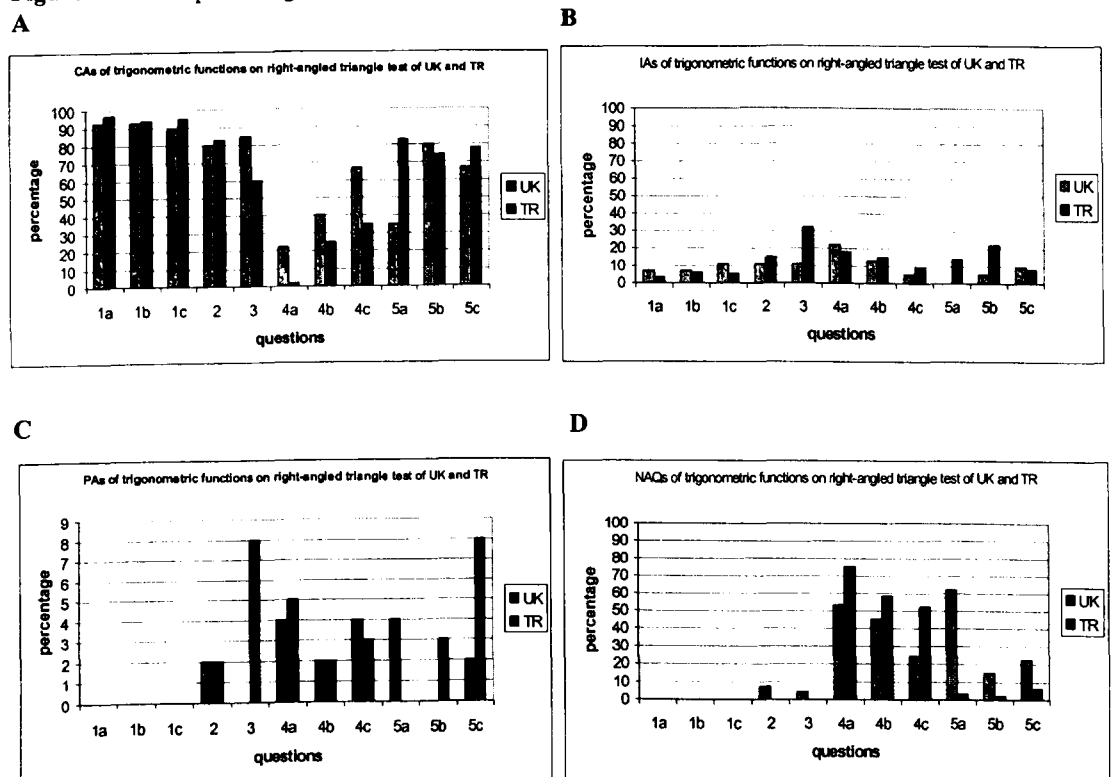 A
B
CAs of trigonometric functions on right-angled triangle test of UK and TR
100
90
80
70
60
50
40
30
20
10
0
percentage
1a 1b 1c 2 3 4a 4b 4c 5a 5b 5c
questions
UK
TR
IAs of trigonometric functions on right-angled triangle test of UK and TR
100
90
80
70
60
50
40
30
20
10
0
percentage
1a 1b 1c 2 3 4a 4b 4c 5a 5b 5c
questions
UK
TR
C
D
PAs of trigonometric functions on right-angled triangle test of UK and TR
9
8
7
6
5
4
3
2
1
0
percentage
1a 1b 1c 2 3 4a 4b 4c 5a 5b 5c
questions
UK
TR
NAQs of trigonometric functions on right-angled triangle test of UK and TR
100
90
80
70
60
50
40
30
20
10
0
percentage
1a 1b 1c 2 3 4a 4b 4c 5a 5b 5c
questions
UK
TR